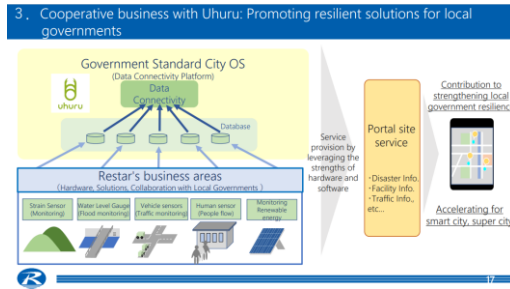 3. Cooperative business with Uhuru: Promoting resilient solutions for local
governments
Government Standard City OS
(Data Connectivity Platform)
uhuru
Data
Connectivity
Database
Restar's business areas
(Hardware, Solutions, Collaboration with Local Governments )
Strain Sensor
(Monitoring)
Water Level Gauge
(Flood monitoring)
Vehicle sensors
(Traffic monitoring)
Human sensor
(People flow)
Monitoring
Renewable
energy
Service
provision by
leveraging the
strengths of
hardware and
software
Portal site
service
・Disaster Info.
・Facility Info.
・Traffic Info.,
etc...
Contribution to
strengthening local
government resilienc
Accelerating for
smart city, super city
R
17